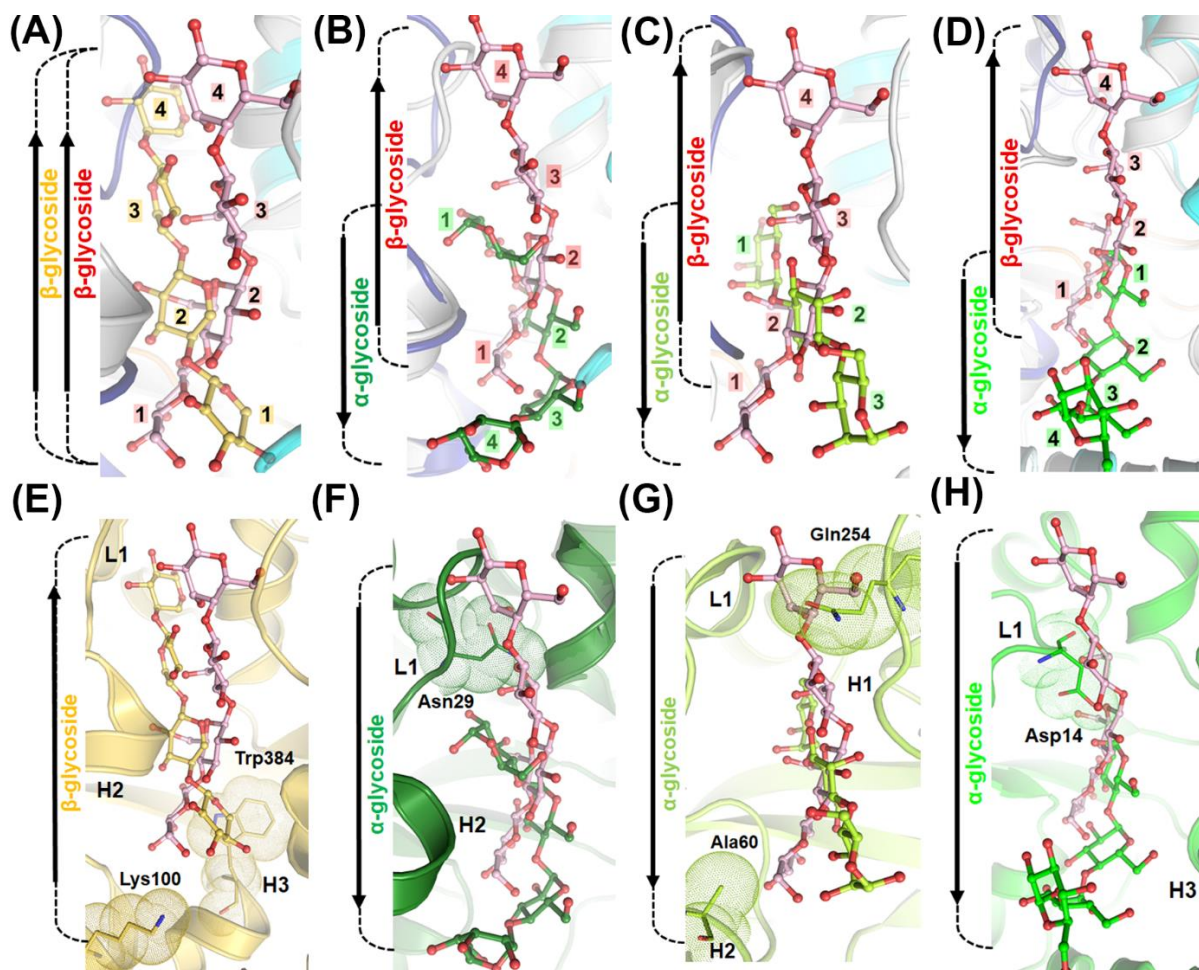 (A)
β-glycoside
β-glycoside
4
4
3
3
2
2
1
1
(B)
β-glycoside
α-glycoside
4
3
1
2
2
1
3
4
(C)
β-glycoside
α-glycoside
4
3
1
2
2
1
3
(D)
β-glycoside
α-glycoside
4
3
2
1
1
2
3
4
(E)
β-glycoside
L1
Trp384
H2
H3
Lys100
(F)
α-glycoside
L1
Asn29
H2
(G)
α-glycoside
Gln254
L1
H1
Ala60
H2
(H)
α-glycoside
L1
Asp14
H3